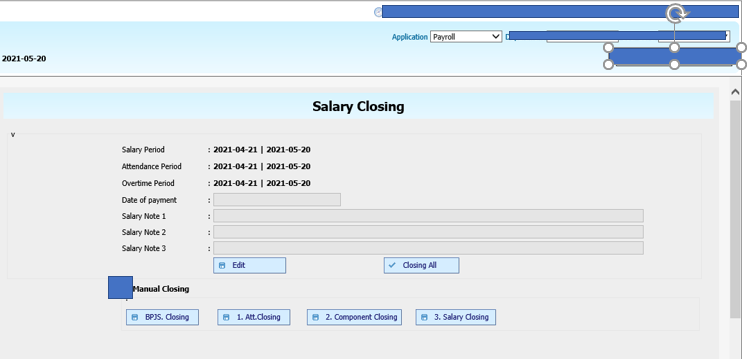 Application Payroll
2021-05-20
Salary Closing
v
Salary Period : 2021-04-21 | 2021-05-20
Attendance Period : 2021-04-21 | 2021-05-20
Overtime Period : 2021-04-21 | 2021-05-20
Date of payment :
Salary Note 1 :
Salary Note 2 :
Salary Note 3 :
Edit Closing All
Manual Closing
BPJS. Closing 1. Att.Closing 2. Component Closing 3. Salary Closing